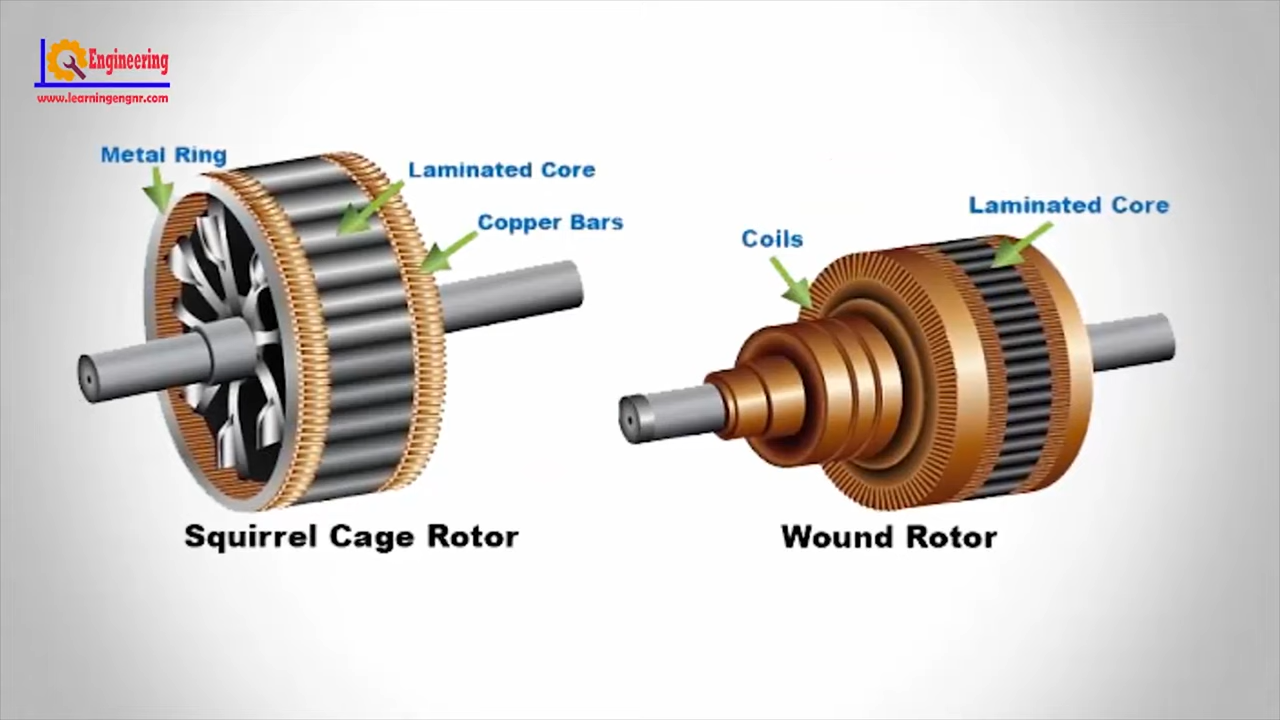 Engineering
www.learningengnr.com
Metal Ring
Laminated Core
Copper Bars
Squirrel Cage Rotor
Coils
Laminated Core
Wound Rotor